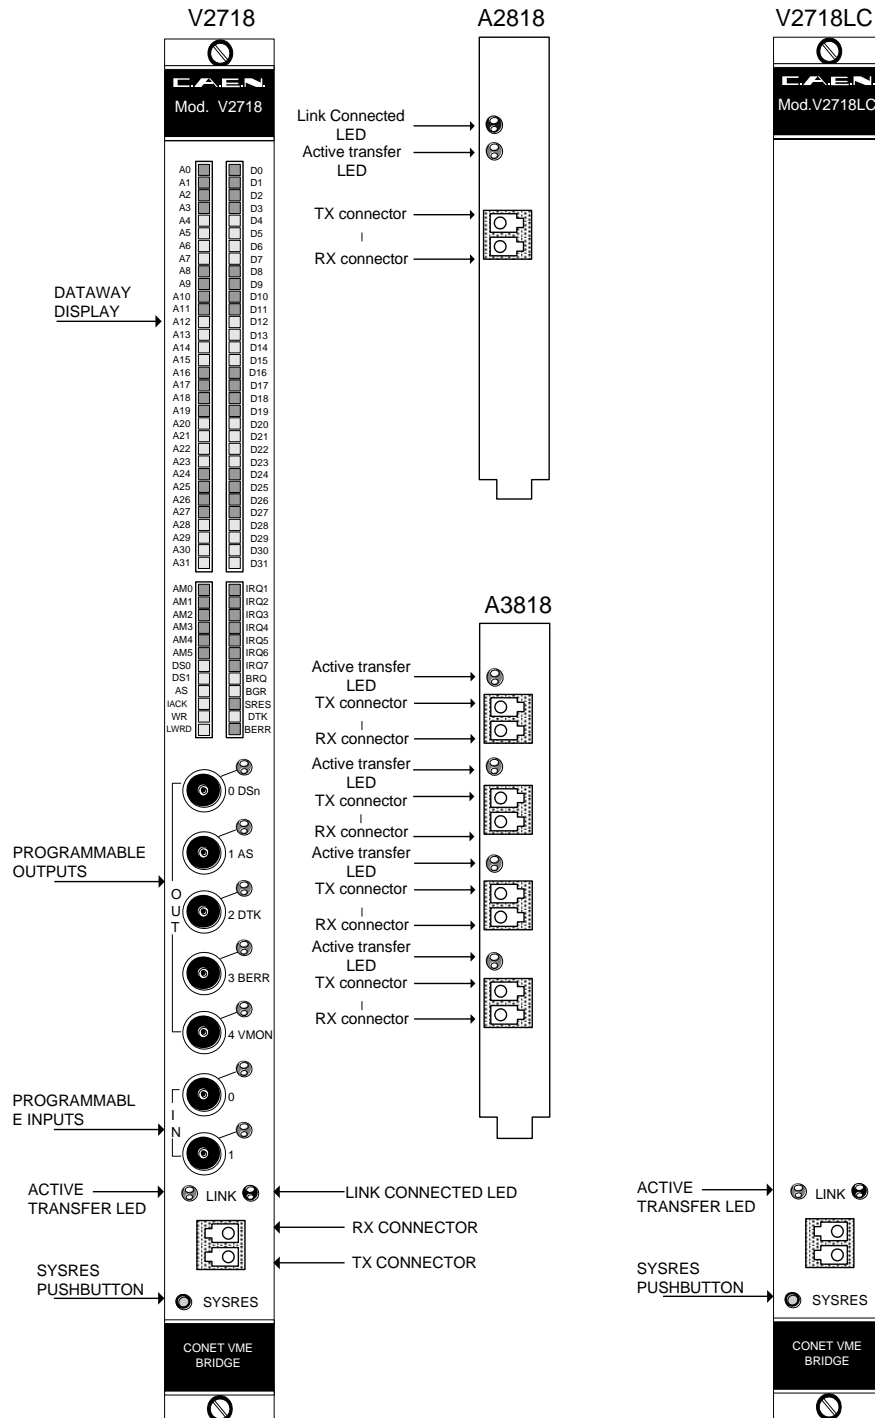 V2718
A2818
V2718LC
C.A.E.N.
Mod. V2718
A0 D0
A1 D1
A2 D2
A3 D3
A4 D4
A5 D5
A6 D6
A7 D7
A8 D8
A9 D9
A10 D10
A11 D11
A12 D12
A13 D13
A14 D14
A15 D15
A16 D16
A17 D17
A18 D18
A19 D19
A20 D20
A21 D21
A22 D22
A23 D23
A24 D24
A25 D25
A26 D26
A27 D27
A28 D28
A29 D29
A30 D30
A31 D31
DATAWAY
DISPLAY
AM0 IRQ1
AM1 IRQ2
AM2 IRQ3
AM3 IRQ4
AM4 IRQ5
AM5 IRQ6
DS0 IRQ7
DS1 BRQ
AS BGR
IACK SRES
WR DTK
LWRD BERR
0 DSn
1 AS
2 DTK
3 BERR
4 VMON
OUT
PROGRAMMABLE
OUTPUTS
0
1
IN
PROGRAMMABL
E INPUTS
ACTIVE
TRANSFER LED
LINK
LINK CONNECTED LED
RX CONNECTOR
TX CONNECTOR
SYSRES
PUSHBUTTON
SYSRES
CONET VME
BRIDGE
Link Connected
LED
Active transfer
LED
TX connector
RX connector
A3818
Active transfer
LED
TX connector
RX connector
Active transfer
LED
TX connector
RX connector
Active transfer
LED
TX connector
RX connector
Active transfer
LED
TX connector
RX connector
C.A.E.N.
Mod.V2718LC
ACTIVE
TRANSFER LED
LINK
SYSRES
PUSHBUTTON
SYSRES
CONET VME
BRIDGE